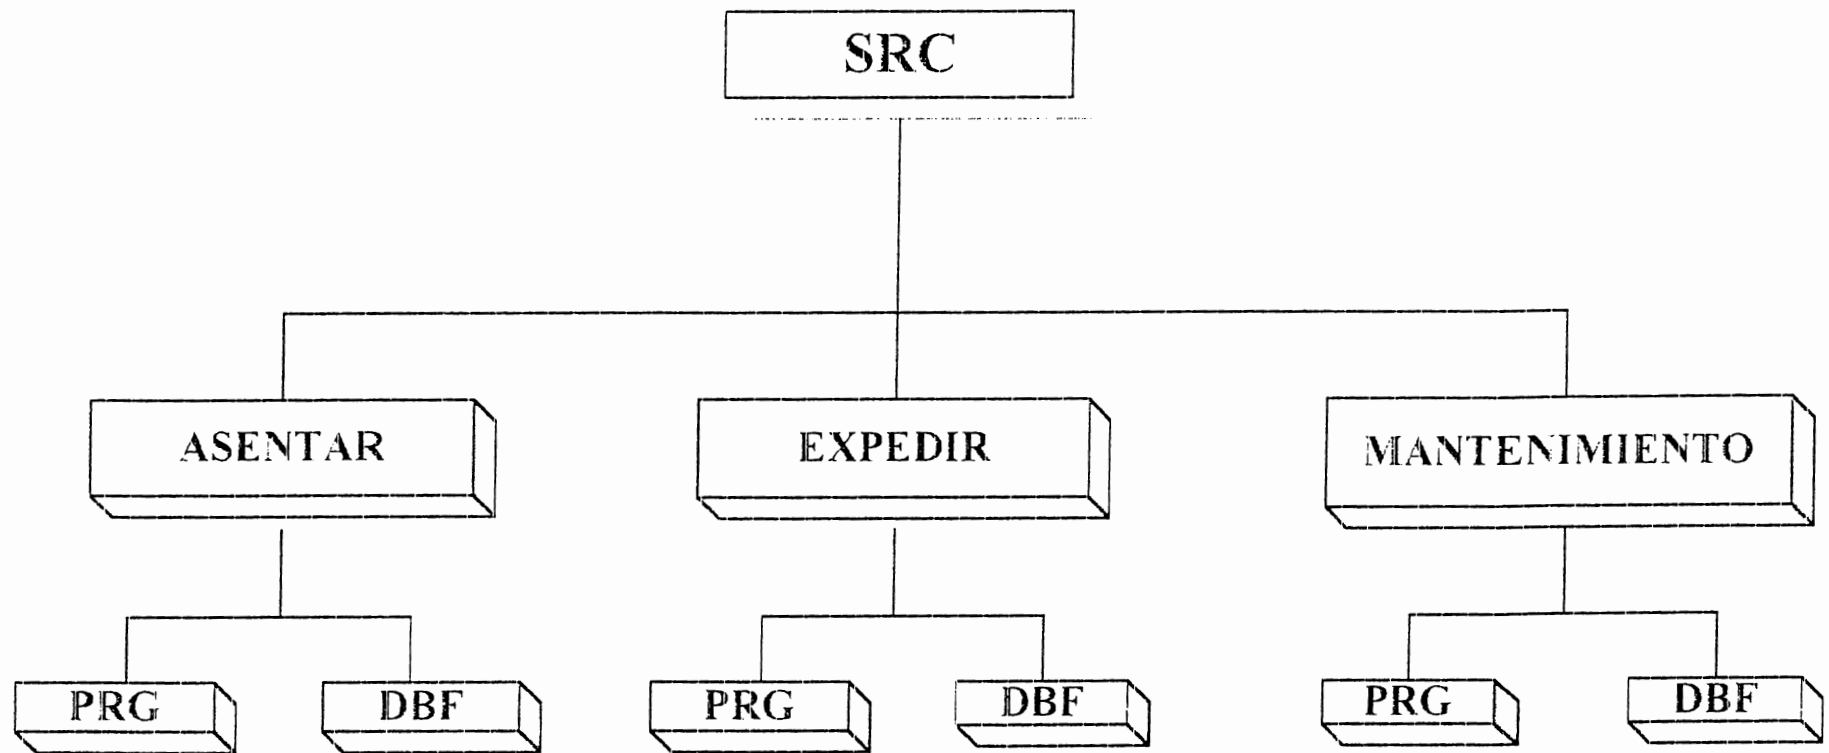 SRC
ASENTAR
EXPEDIR
MANTENIMIENTO
PRG
DBF
PRG
DBF
PRG
DBF